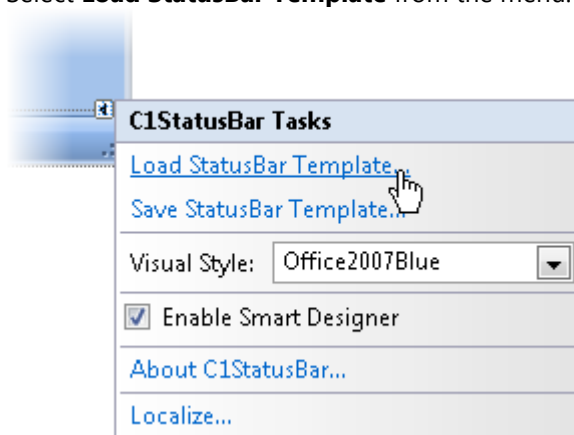 Select Load StatusBar Template from the menu.
C1StatusBar Tasks
Load StatusBar Template...
Save StatusBar Template...
Visual Style: Office2007Blue
Enable Smart Designer
About C1StatusBar...
Localize...